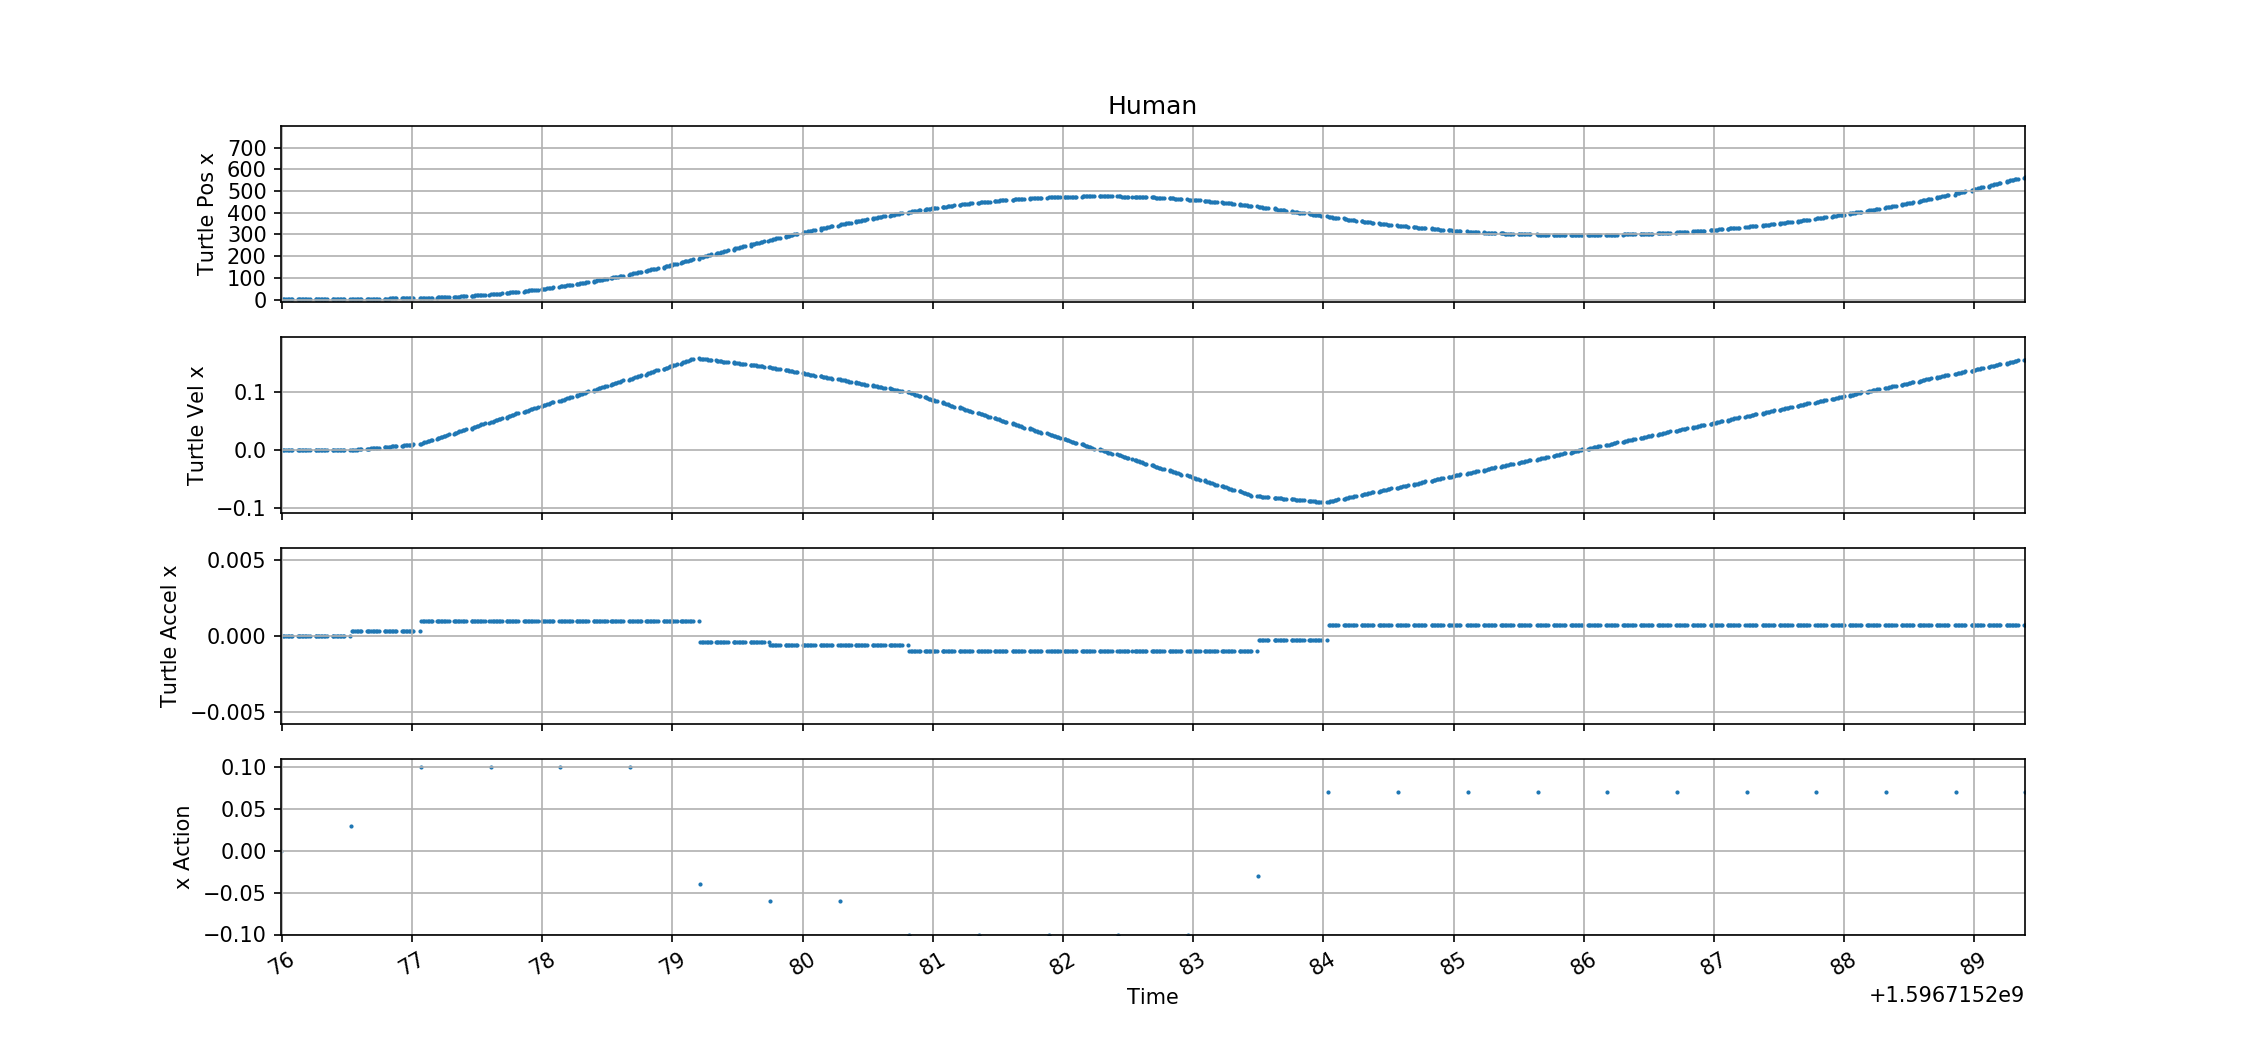 Human
Turtle Pos x
700
600
500
400
300
200
100
0
Turtle Vel x
0.1
0.0
−0.1
Turtle Accel x
0.005
0.000
−0.005
x Action
0.10
0.05
0.00
−0.05
−0.10
76 77 78 79 80 81 82 83 84 85 86 87 88 89
Time
+1.5967152e9